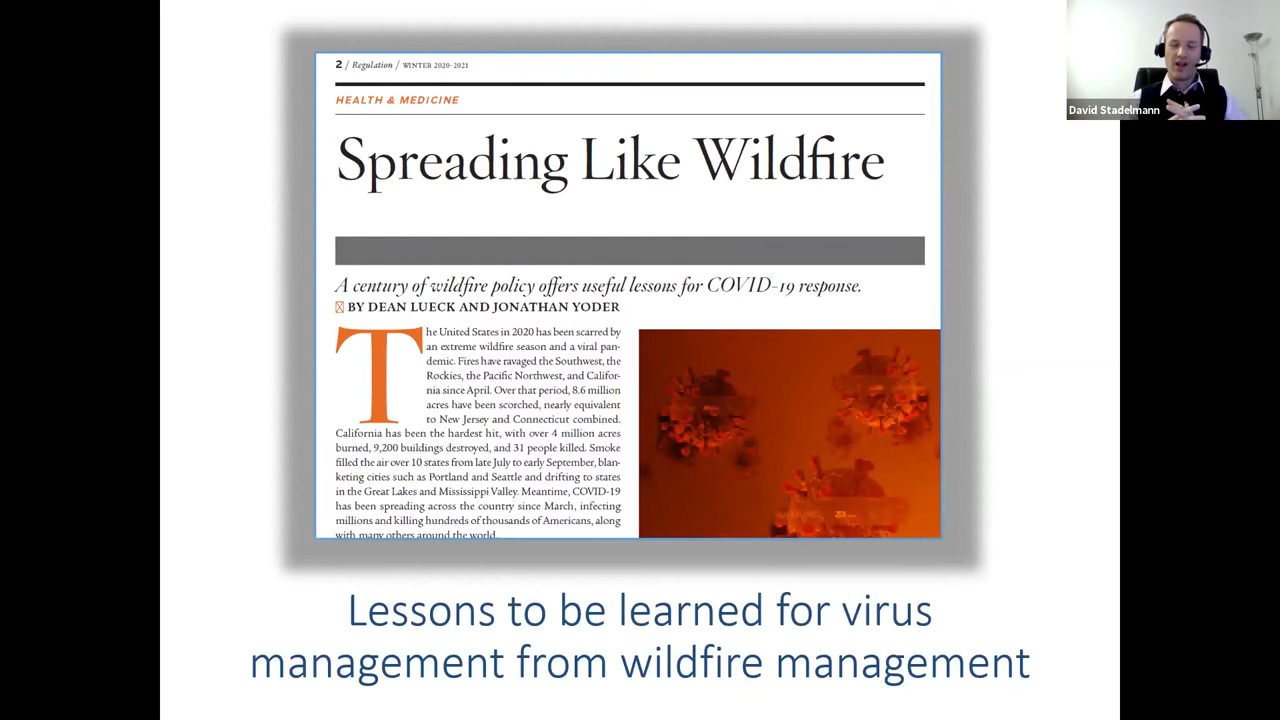 2 / Regulation / WINTER 2020–2021
HEALTH & MEDICINE
Spreading Like Wildfire
A century of wildfire policy offers useful lessons for COVID-19 response.
BY DEAN LUECK AND JONATHAN YODER
The United States in 2020 has been scarred by
an extreme wildfire season and a viral pan-
demic. Fires have ravaged the Southwest, the
Rockies, the Pacific Northwest, and Califor-
nia since April. Over that period, 8.6 million
acres have been scorched, nearly equivalent
to New Jersey and Connecticut combined.
California has been the hardest hit, with over 4 million acres
burned, 9,200 buildings destroyed, and 31 people killed. Smoke
filled the air over 10 states from late July to early September, blan-
keting cities such as Portland and Seattle and drifting to states
in the Great Lakes and Mississippi Valley. Meantime, COVID-19
has been spreading across the country since March, infecting
millions and killing hundreds of thousands of Americans, along
with many others around the world.
Lessons to be learned for virus
management from wildfire management
David Stadelmann